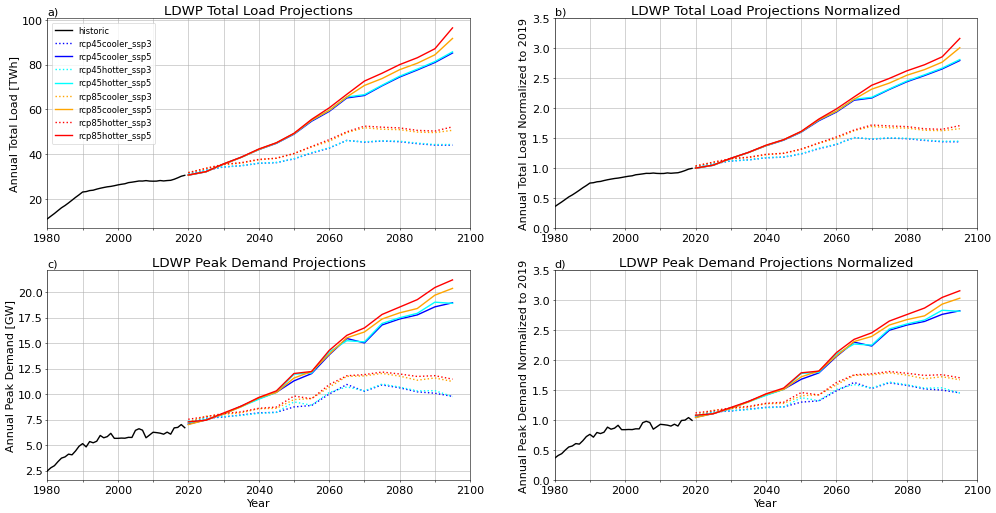 a)
LDWP Total Load Projections
Annual Total Load [TWh]
100
80
60
40
20
historic
rcp45cooler_ssp3
rcp45cooler_ssp5
rcp45hotter_ssp3
rcp45hotter_ssp5
rcp85cooler_ssp3
rcp85cooler_ssp5
rcp85hotter_ssp3
rcp85hotter_ssp5
1980 2000 2020 2040 2060 2080 2100
b)
LDWP Total Load Projections Normalized
Annual Total Load Normalized to 2019
3.5
3.0
2.5
2.0
1.5
1.0
0.5
0.0
1980 2000 2020 2040 2060 2080 2100
c)
LDWP Peak Demand Projections
Annual Peak Demand [GW]
20.0
17.5
15.0
12.5
10.0
7.5
5.0
2.5
1980 2000 2020 2040 2060 2080 2100
Year
d)
LDWP Peak Demand Projections Normalized
Annual Peak Demand Normalized to 2019
3.5
3.0
2.5
2.0
1.5
1.0
0.5
0.0
1980 2000 2020 2040 2060 2080 2100
Year